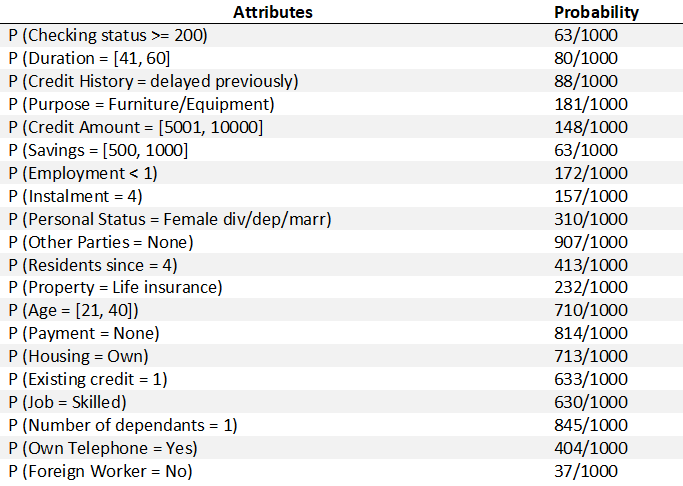 Attributes Probability
P (Checking status >= 200) 63/1000
P (Duration = [41, 60] 80/1000
P (Credit History = delayed previously) 88/1000
P (Purpose = Furniture/Equipment) 181/1000
P (Credit Amount = [5001, 10000] 148/1000
P (Savings = [500, 1000] 63/1000
P (Employment < 1) 172/1000
P (Instalment = 4) 157/1000
P (Personal Status = Female div/dep/marr) 310/1000
P (Other Parties = None) 907/1000
P (Residents since = 4) 413/1000
P (Property = Life insurance) 232/1000
P (Age = [21, 40]) 710/1000
P (Payment = None) 814/1000
P (Housing = Own) 713/1000
P (Existing credit = 1) 633/1000
P (Job = Skilled) 630/1000
P (Number of dependants = 1) 845/1000
P (Own Telephone = Yes) 404/1000
P (Foreign Worker = No) 37/1000